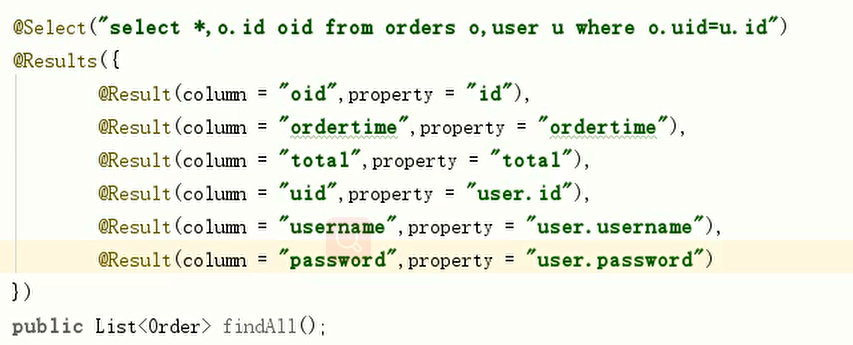 @Select("select *,o.id oid from orders o,user u where o.uid=u.id")
@Results({
@Result(column = "oid",property = "id"),
@Result(column = "ordertime",property = "ordertime"),
@Result(column = "total",property = "total"),
@Result(column = "uid",property = "user.id"),
@Result(column = "username",property = "user.username"),
@Result(column = "password",property = "user.password")
})
public List<Order> findAll();